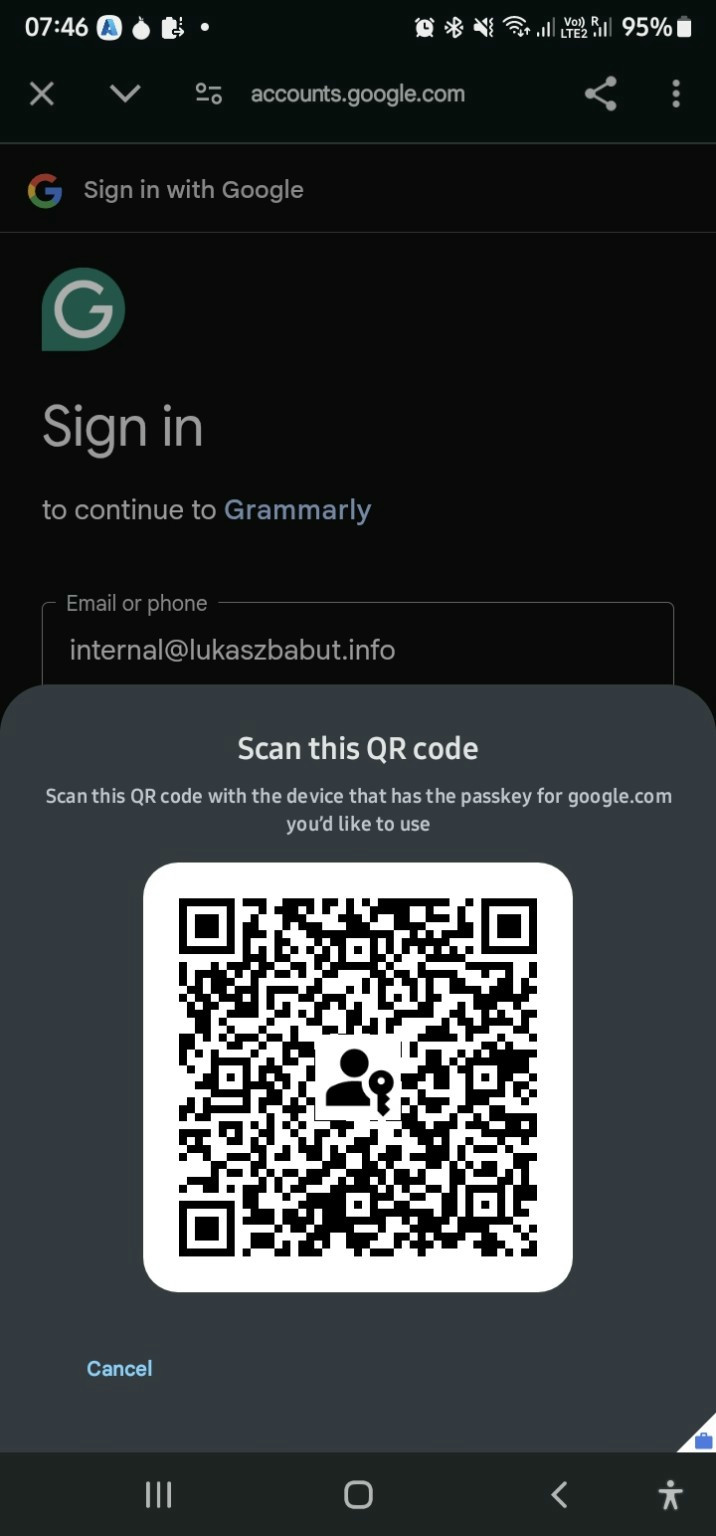 07:46
Vo)) R
LTE2 95%
accounts.google.com
Sign in with Google
G
Sign in
to continue to Grammarly
Email or phone
internal@lukaszbabut.info
Scan this QR code
Scan this QR code with the device that has the passkey for google.com
you’d like to use
Cancel